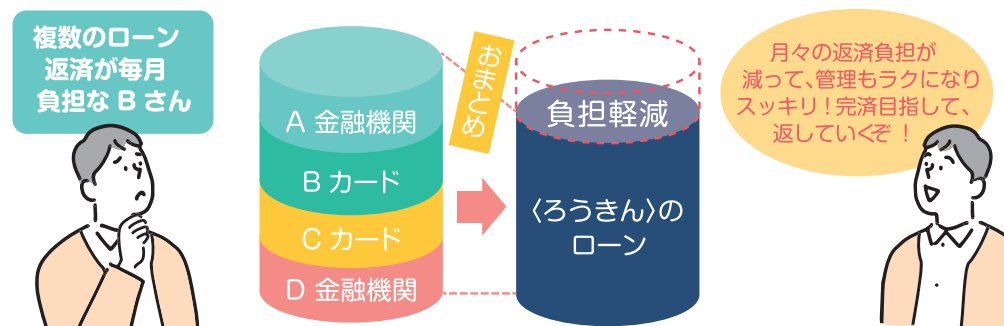 複数のローン
返済が毎月
負担な B さん
A 金融機関
B カード
C カード
D 金融機関
おまとめ
負担軽減
〈ろうきん〉の
ローン
月々の返済負担が
減って、管理もラクになり
スッキリ！完済目指して、
返していくぞ！